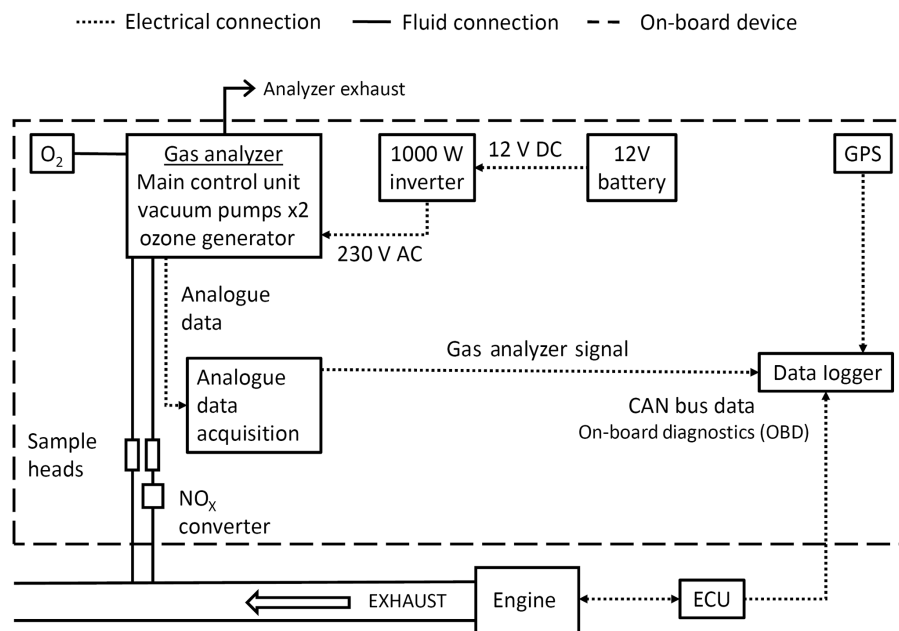 Electrical connection
Fluid connection
On-board device
Analyzer exhaust
O₂
Gas analyzer
Main control unit
vacuum pumps x2
ozone generator
1000 W
inverter
12 V DC
12V
battery
GPS
230 V AC
Analogue
data
Gas analyzer signal
Analogue
data
acquisition
Data logger
CAN bus data
On-board diagnostics (OBD)
Sample
heads
NOX
converter
EXHAUST
Engine
ECU